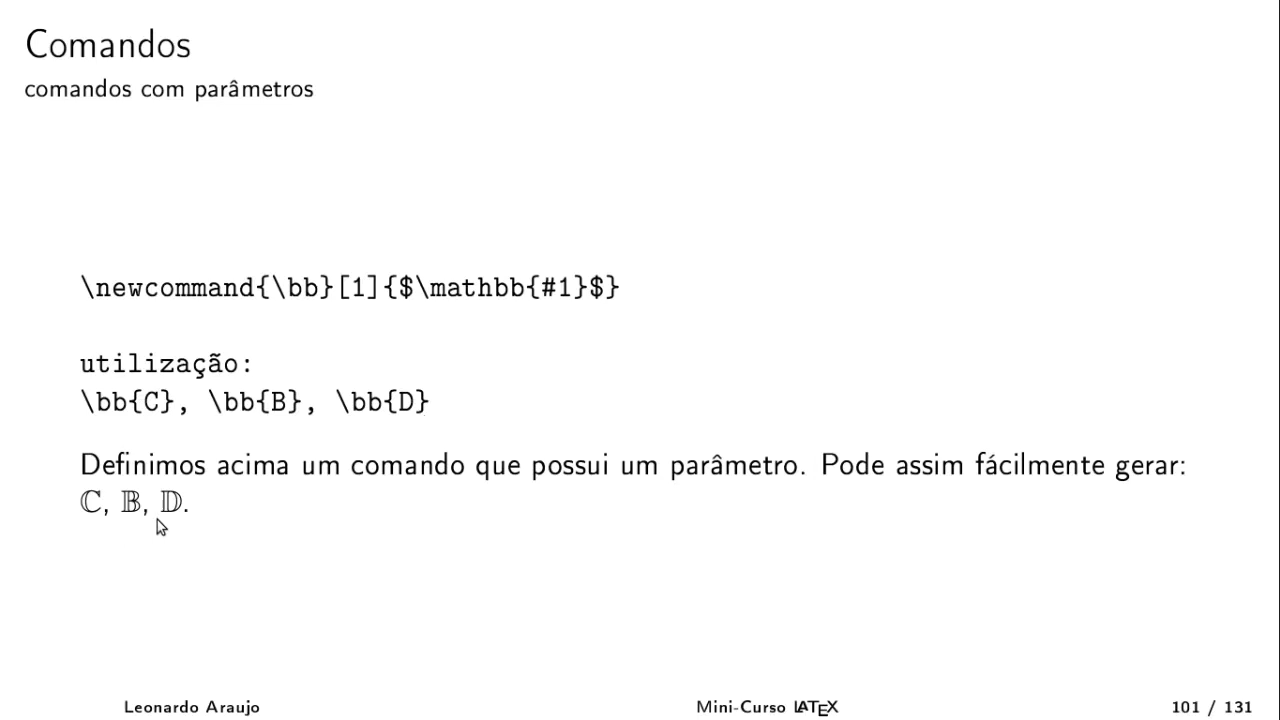 Comandos
comandos com parâmetros
\newcommand{\bb}[1]{$\mathbb{#1}$}
utilização:
\bb{C}, \bb{B}, \bb{D}
Definimos acima um comando que possui um parâmetro. Pode assim fácilmente gerar:
ℂ, 𝔹, 𝔻.
Leonardo Araujo Mini-Curso LATEX 101 / 131